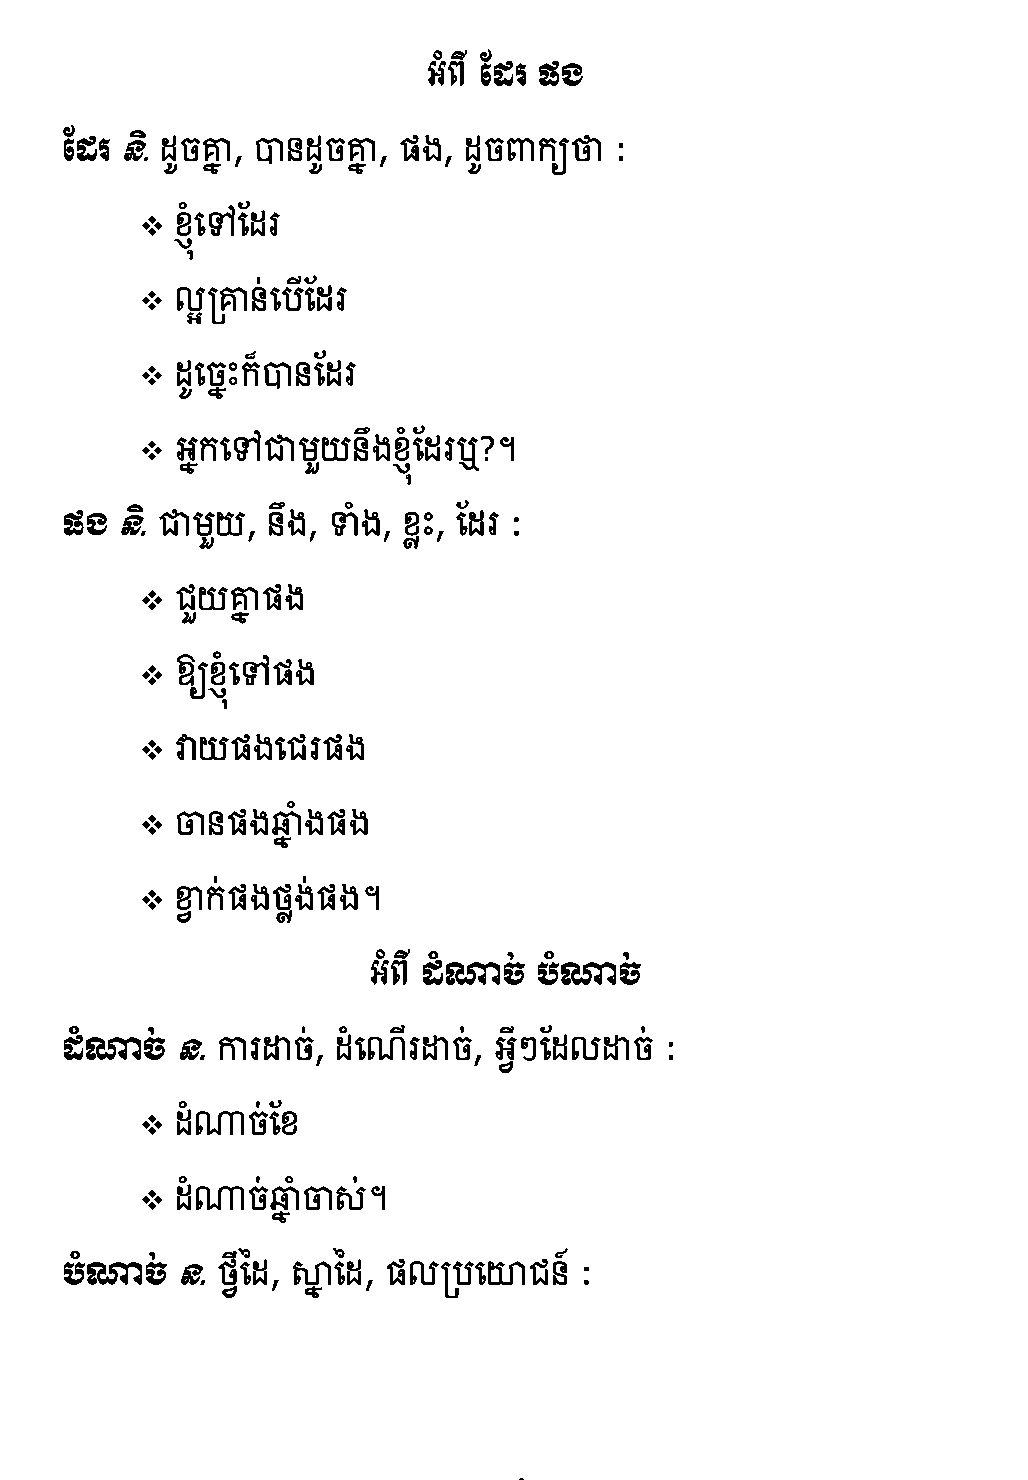 អំពី ដែរ ផង
ដែរ និ. ដូចគ្នា, បានដូចគ្នា, ផង, ដូចពាក្យថា :
❖ ខ្ញុំទៅដែរ
❖ ល្អគ្រាន់បើដែរ
❖ ដូច្នេះក៏បានដែរ
❖ អ្នកទៅជាមួយនឹងខ្ញុំដែរឬ?។
ផង និ. ជាមួយ, នឹង, ទាំង, ខ្លះ, ដែរ :
❖ ជួយគ្នាផង
❖ ឱ្យខ្ញុំទៅផង
❖ វាយផងជេរផង
❖ ចានផងឆ្នាំងផង
❖ ខ្វាក់ផងថ្លង់ផង។
អំពី ដំណាច់ បំណាច់
ដំណាច់ ន. ការដាច់, ដំណើរដាច់, អ្វីៗដែលដាច់ :
❖ ដំណាច់ខែ
❖ ដំណាច់ឆ្នាំចាស់។
បំណាច់ ន. ថ្វីដៃ, ស្នាដៃ, ផលប្រយោជន៍ :